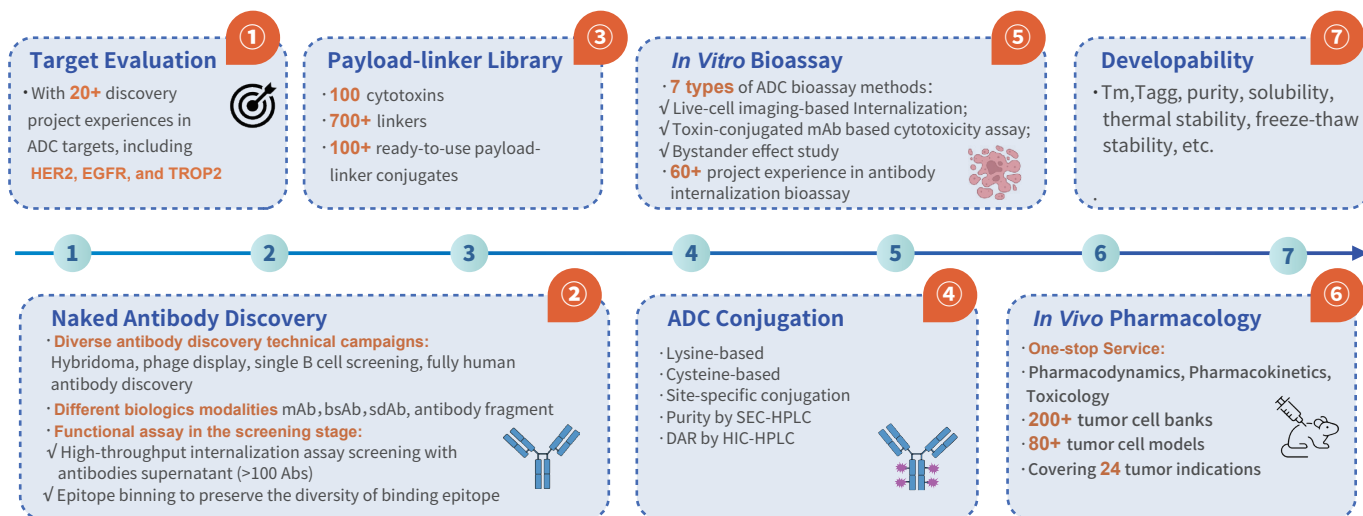 ①
Target Evaluation
·With 20+ discovery
project experiences in
ADC targets, including
HER2, EGFR, and TROP2
③
Payload-linker Library
·100 cytotoxins
·700+ linkers
·100+ ready-to-use payload-
linker conjugates
⑤
In Vitro Bioassay
·7 types of ADC bioassay methods:
√ Live-cell imaging-based Internalization;
√ Toxin-conjugated mAb based cytotoxicity assay;
√ Bystander effect study
·60+ project experience in antibody
internalization bioassay
⑦
Developability
·Tm,Tagg, purity, solubility,
thermal stability, freeze-thaw
stability, etc.
.
1 2 3 4 5 6 7
②
Naked Antibody Discovery
·Diverse antibody discovery technical campaigns:
Hybridoma, phage display, single B cell screening, fully human
antibody discovery
·Different biologics modalities mAb,bsAb,sdAb, antibody fragment
·Functional assay in the screening stage:
√ High-throughput internalization assay screening with
antibodies supernatant (>100 Abs)
√ Epitope binning to preserve the diversity of binding epitope
④
ADC Conjugation
·Lysine-based
·Cysteine-based
·Site-specific conjugation
·Purity by SEC-HPLC
·DAR by HIC-HPLC
⑥
In Vivo Pharmacology
·One-stop Service:
·Pharmacodynamics, Pharmacokinetics,
Toxicology
·200+ tumor cell banks
·80+ tumor cell models
·Covering 24 tumor indications